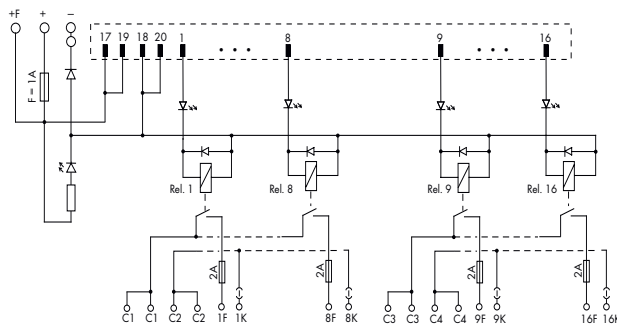 +F + −
17 19 18 20 1 • • • 8 9 • • • 16
F = 1A
Rel. 1 Rel. 8 Rel. 9 Rel. 16
2A 2A 2A 2A
C1 C1 C2 C2 1F 1K 8F 8K C3 C3 C4 C4 9F 9K 16F 16K